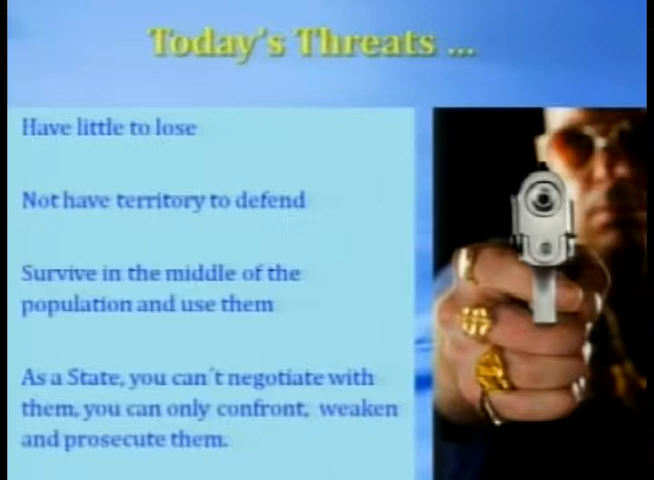 Today's Threats ...
Have little to lose
Not have territory to defend
Survive in the middle of the
population and use them
As a State, you can´t negotiate with
them, you can only confront, weaken
and prosecute them.